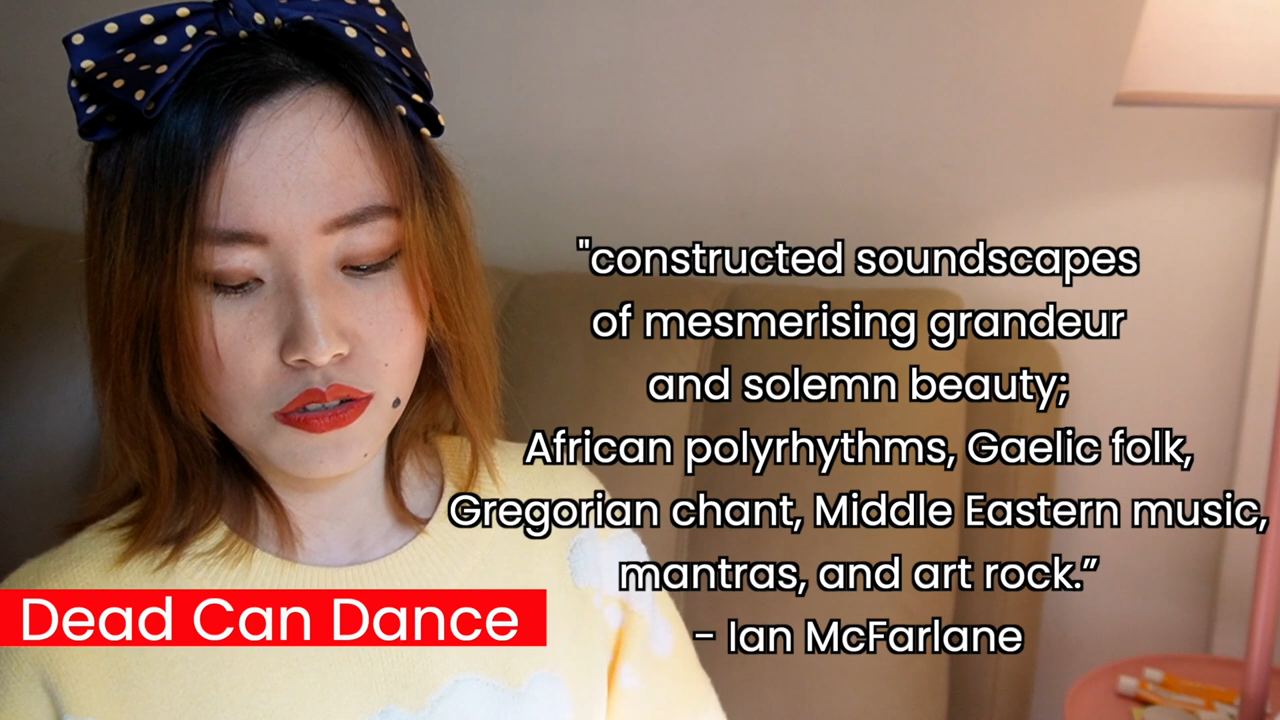 "constructed soundscapes
of mesmerising grandeur
and solemn beauty;
African polyrhythms, Gaelic folk,
Gregorian chant, Middle Eastern music,
mantras, and art rock.”
- Ian McFarlane
Dead Can Dance